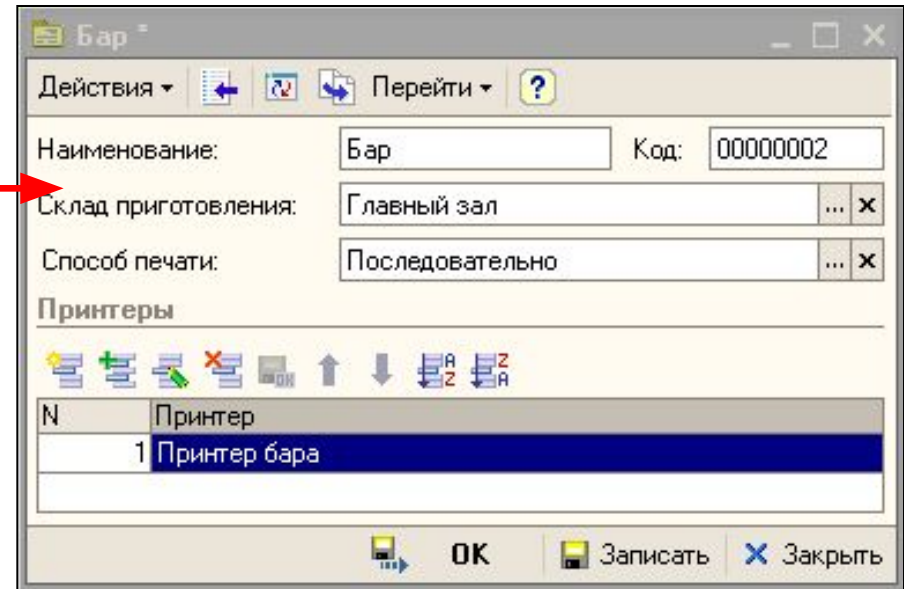 Бар *
Действия Перейти ?
Наименование: Бар Код: 00000002
Склад приготовления: Главный зал ... x
Способ печати: Последовательно ... x
Принтеры
N Принтер
1 Принтер бара
OK Записать Закрыть